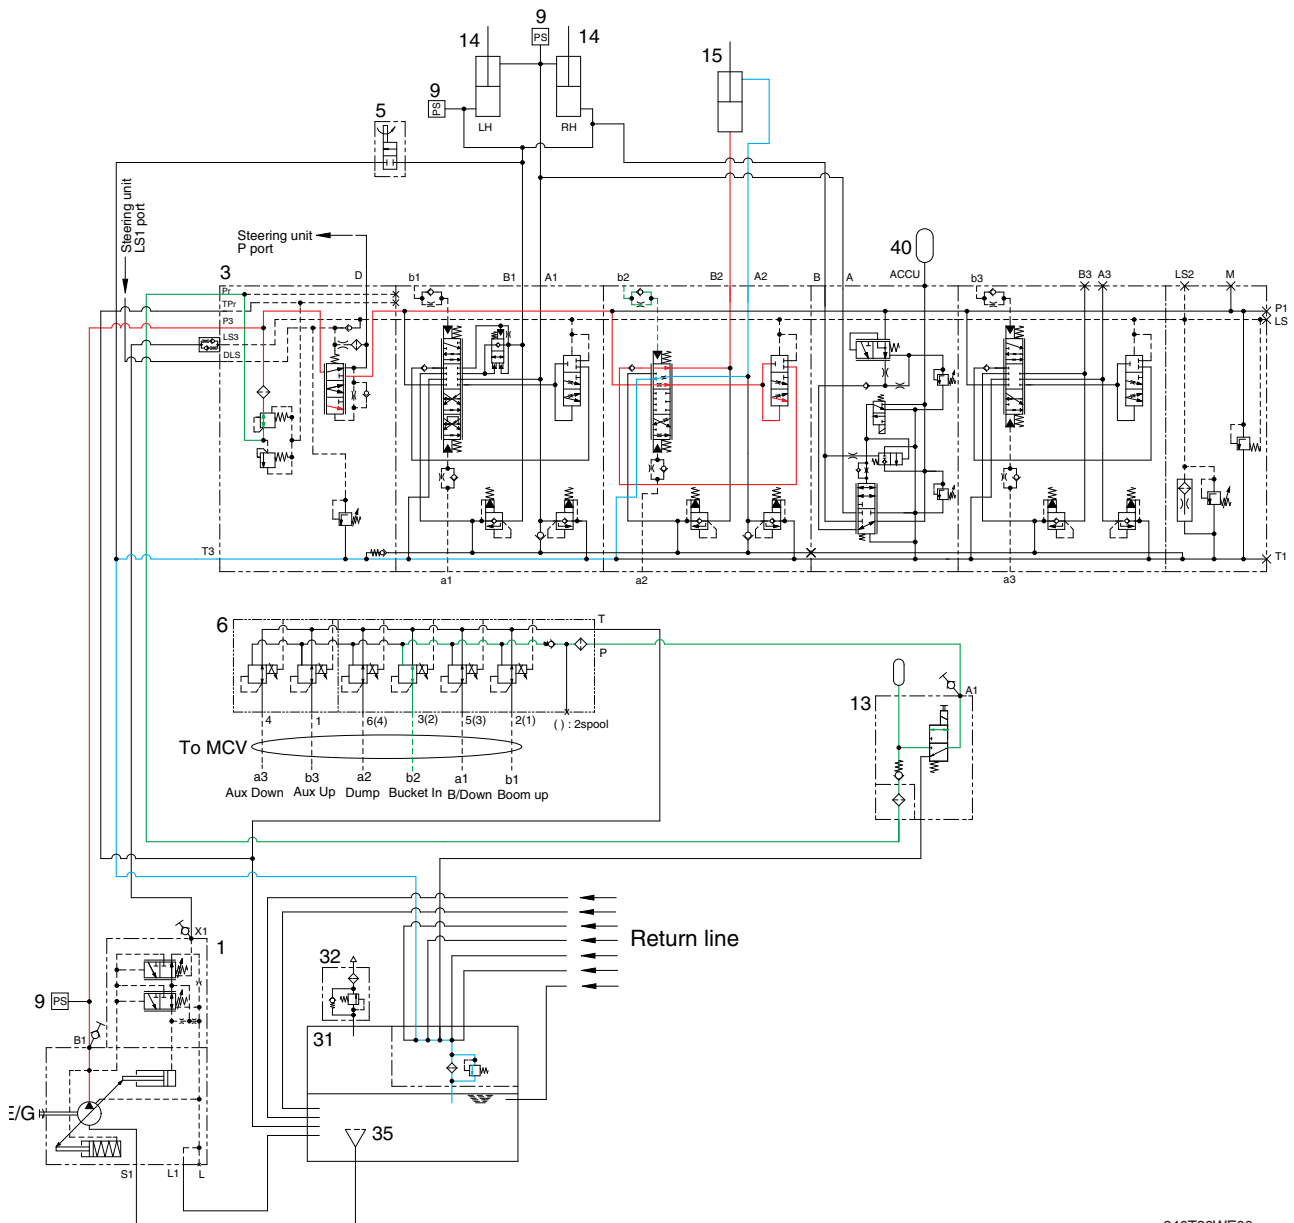 9
14
14
15
9
PS
PS
5
LH
RH
Steering unit
LS1 port
Steering unit
P port
40
3
D
b1
B1
A1
b2
B2
A2
B
A
ACCU
b3
B3
A3
LS2
M
Pr
TPr
P3
LS3
DLS
P1
LS
T3
T1
a1
a2
a3
6
T
P
4
1
6(4)
3(2)
5(3)
2(1)
( ) : 2spool
To MCV
a3
b3
a2
b2
a1
b1
Aux Down
Aux Up
Dump
Bucket In
B/Down
Boom up
13
A1
X1
1
Return line
32
9
PS
B1
31
E/G
35
S1
L1
L